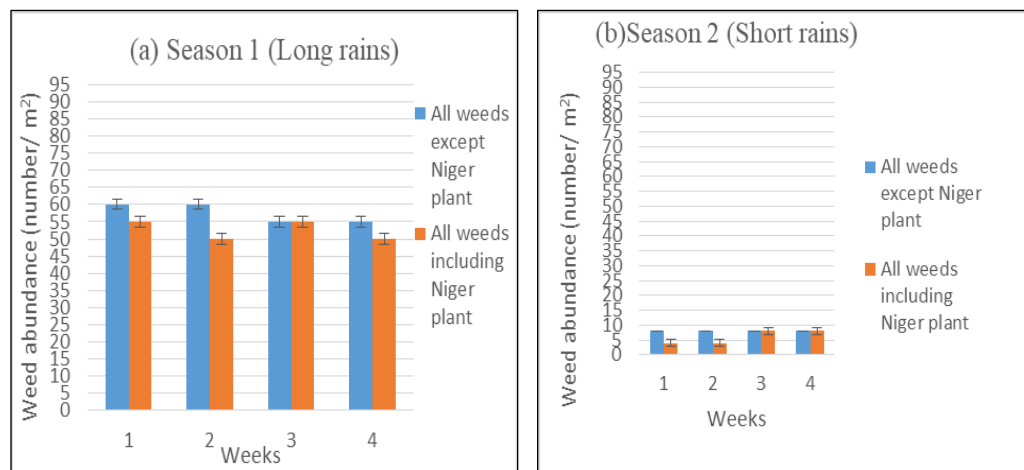 (a) Season 1 (Long rains)
Weed abundance (number/ m²)
95
90
85
80
75
70
65
60
55
50
45
40
35
30
25
20
15
10
5
0
1 2 3 4
Weeks
All weeds
except
Niger
plant
All weeds
including
Niger
plant
(b)Season 2 (Short rains)
Weed abundance (number/ m²)
95
90
85
80
75
70
65
60
55
50
45
40
35
30
25
20
15
10
5
0
1 2 3 4
Weeks
All weeds
except Niger
plant
All weeds
including
Niger plant